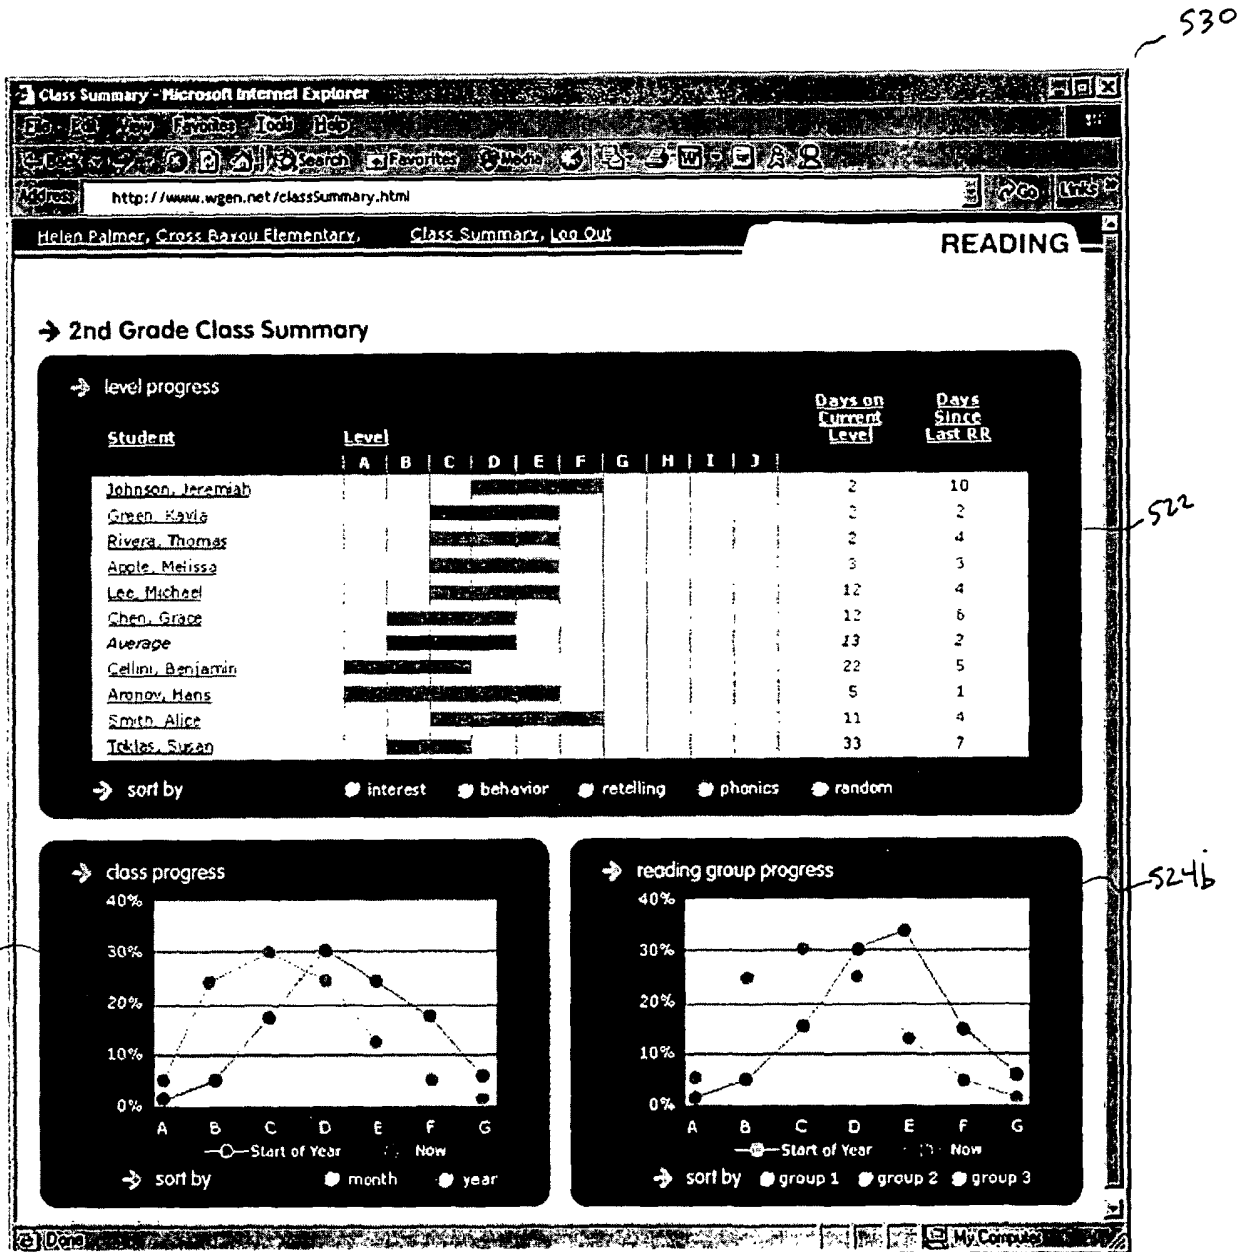 530
Class Summary - Microsoft Internet Explorer
File Edit View Favorites Tools Help
Back Search Favorites Media
Address http://www.wgen.net/classSummary.html Go Links
Helen Palmer, Cross Bayou Elementary, Class Summary, Log Out READING
2nd Grade Class Summary
level progress
Student Level Days on Current Level Days Since Last RR
A B C D E F G H I J
Johnson, Jeremiah 2 10
Green, Kayla 2 2
Rivera, Thomas 2 4
Apple, Melissa 3 3
Lee, Michael 12 4
Chen, Grace 12 6
Average 13 2
Cellini, Benjamin 22 5
Aronov, Hans 5 1
Smith, Alice 11 4
Toklas, Susan 33 7
522
sort by interest behavior retelling phonics random
class progress
40%
30%
20%
10%
0%
A B C D E F G
Start of Year Now
sort by month year
reading group progress
524b
40%
30%
20%
10%
0%
A B C D E F G
Start of Year Now
sort by group 1 group 2 group 3
Done My Computer